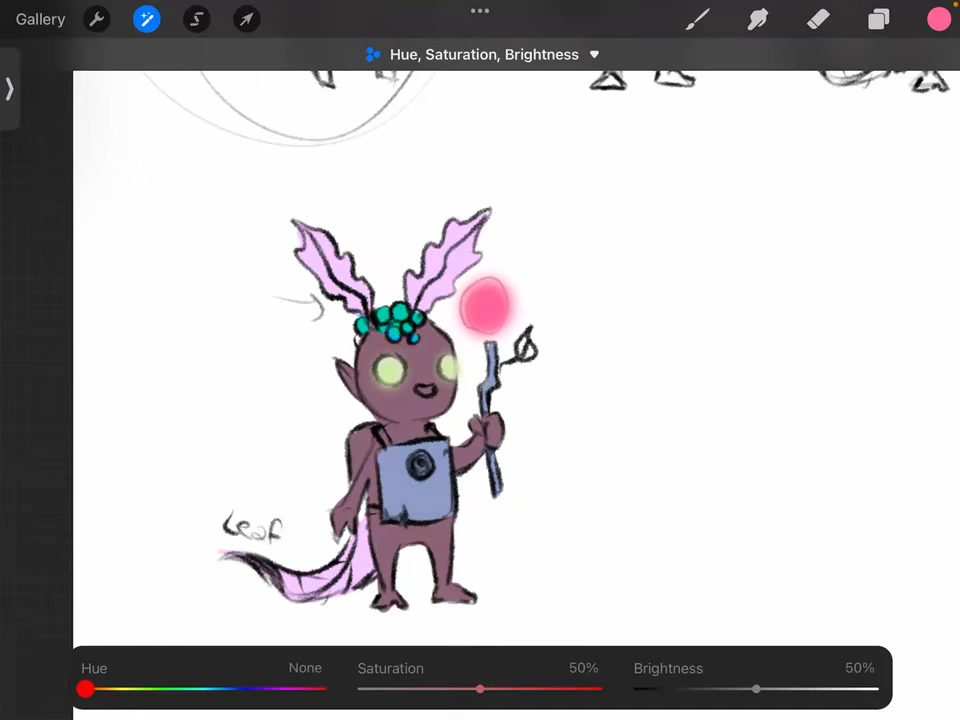 Gallery
Hue, Saturation, Brightness
Leaf
Hue None Saturation 50% Brightness 50%